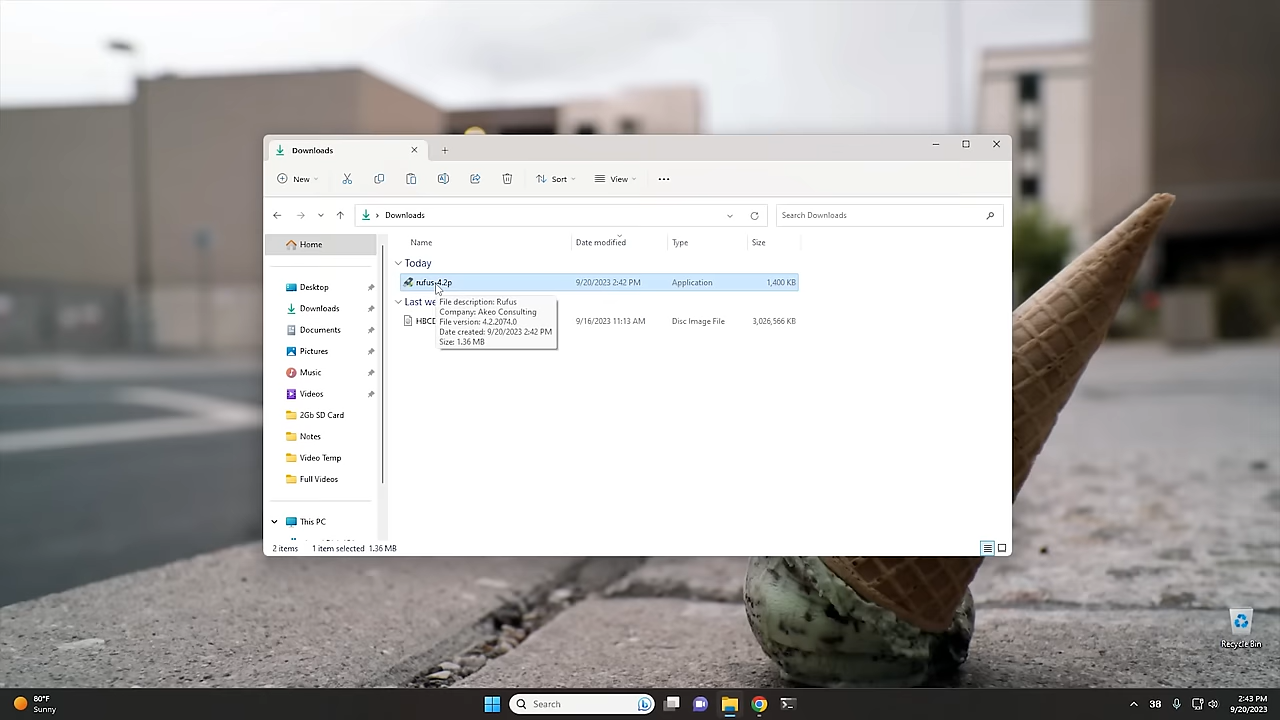 Downloads
New
Sort
View
Downloads
Search Downloads
Home
Desktop
Downloads
Documents
Pictures
Music
Videos
2Gb SD Card
Notes
Video Temp
Full Videos
This PC
Name
Date modified
Type
Size
Today
rufus-4.2p
9/20/2023 2:42 PM
Application
1,400 KB
Last we
File description: Rufus
Company: Akeo Consulting
File version: 4.2.2074.0
Date created: 9/20/2023 2:42 PM
Size: 1.36 MB
HBCD
9/16/2023 11:13 AM
Disc Image File
3,026,566 KB
2 items
1 item selected 1.36 MB
Recycle Bin
80°F
Sunny
Search
38
2:43 PM
9/20/2023